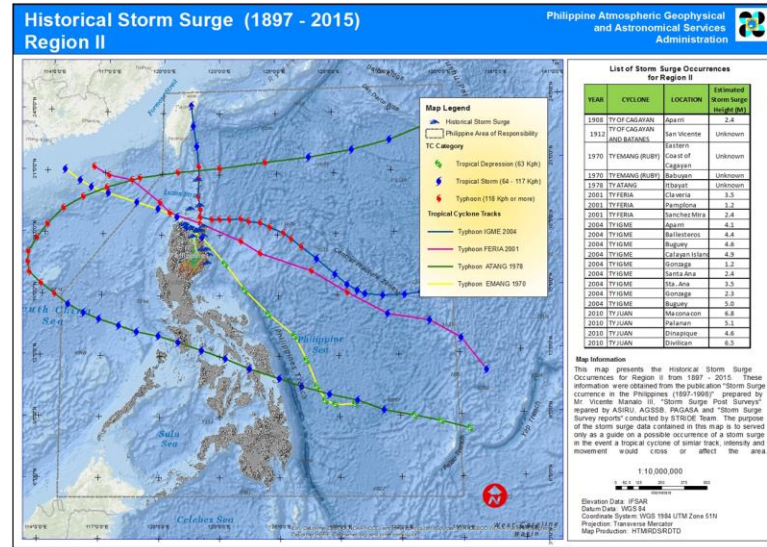 Historical Storm Surge (1897 - 2015)
Region II
Philippine Atmospheric Geophysical
and Astronomical Services
Administration
Map Legend
Historical Storm Surge
Philippine Area of Responsibility
TC Category
Tropical Depression (63 Kph)
Tropical Storm (64 - 117 Kph)
Typhoon (118 Kph or more)
Tropical Cyclone Tracks
Typhoon IGME 2004
Typhoon FERIA 2001
Typhoon ATANG 1978
Typhoon EMANG 1970
Philippine
Sea
Sulu
Sea
Celebes Sea
List of Storm Surge Occurrences
for Region II
YEAR CYCLONE LOCATION Estimated Storm Surge Height (M)
1908 TY OF CAGAYAN Aparri 2.4
1912 TY OF CAGAYAN AND BATANES San Vicente Unknown
1970 TY EMANG (RUBY) Eastern Coast of Cagayan Unknown
1970 TY EMANG (RUBY) Babuyan Unknown
1978 TY ATANG Itbayat Unknown
2001 TY FERIA Claveria 3.5
2001 TY FERIA Pamplona 1.2
2001 TY FERIA Sanchez Mira 2.4
2004 TY IGME Aparri 4.1
2004 TY IGME Ballesteros 4.4
2004 TY IGME Buguey 4.6
2004 TY IGME Calayan Island 4.9
2004 TY IGME Gonzaga 1.2
2004 TY IGME Santa Ana 2.4
2004 TY IGME Sta. Ana 3.5
2004 TY IGME Gonzaga 2.3
2004 TY IGME Buguey 5.0
2010 TY JUAN Maconacon 6.8
2010 TY JUAN Palanan 5.1
2010 TY JUAN Dinapique 4.6
2010 TY JUAN Divilican 6.5
Map Information
This map presents the Historical Storm Surge
Occurrences for Region II from 1897 - 2015. These
information were obtained from the publication "Storm Surge
ccurrence in the Philippines (1897-1998)" prepared by
Mr. Vicente Manalo III, "Storm Surge Post Surveys"
repared by ASIRU, AGSSB, PAGASA and "Storm Surge
Survey reports" conducted by STRIDE Team. The purpose
of the storm surge data contained in this map is to served
only as a guide on a possible occurrence of a storm surge
in the event a tropical cyclone of simlar track, intensity and
movement would cross or affect the area.
1:10,000,000
Elevation Data: IFSAR
Datum Data: WGS 84
Coordinate System: WGS 1984 UTM Zone 51N
Projection: Transverse Mercator
Map Production: HTMIRDS/RDTD